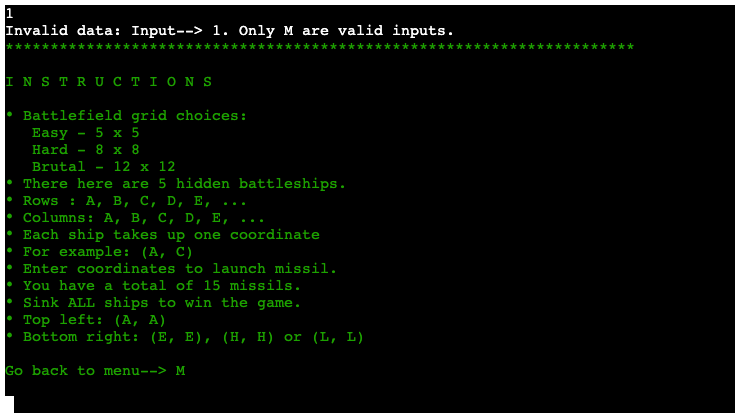 1
Invalid data: Input--> 1. Only M are valid inputs.
**********************************************************************
I N S T R U C T I O N S
• Battlefield grid choices:
Easy - 5 x 5
Hard - 8 x 8
Brutal - 12 x 12
• There here are 5 hidden battleships.
• Rows : A, B, C, D, E, ...
• Columns: A, B, C, D, E, ...
• Each ship takes up one coordinate
• For example: (A, C)
• Enter coordinates to launch missil.
• You have a total of 15 missils.
• Sink ALL ships to win the game.
• Top left: (A, A)
• Bottom right: (E, E), (H, H) or (L, L)
Go back to menu--> M